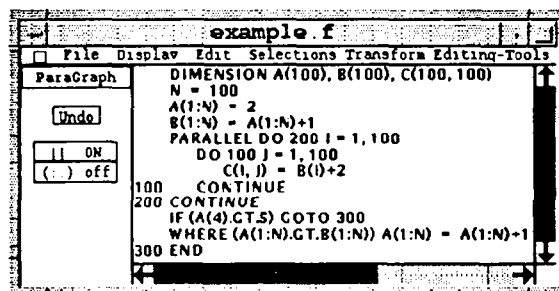 example.f
File Display Edit Selections Transform Editing-Tools
ParaGraph
Undo
|| ON
(:) off
DIMENSION A(100), B(100), C(100, 100)
N = 100
A(1:N) = 2
B(1:N) = A(1:N)+1
PARALLEL DO 200 I = 1, 100
DO 100 J = 1, 100
C(I, J) = B(I)+2
100 CONTINUE
200 CONTINUE
IF (A(4).GT.5) GOTO 300
WHERE (A(1:N).GT.B(1:N)) A(1:N) = A(1:N)+1
300 END